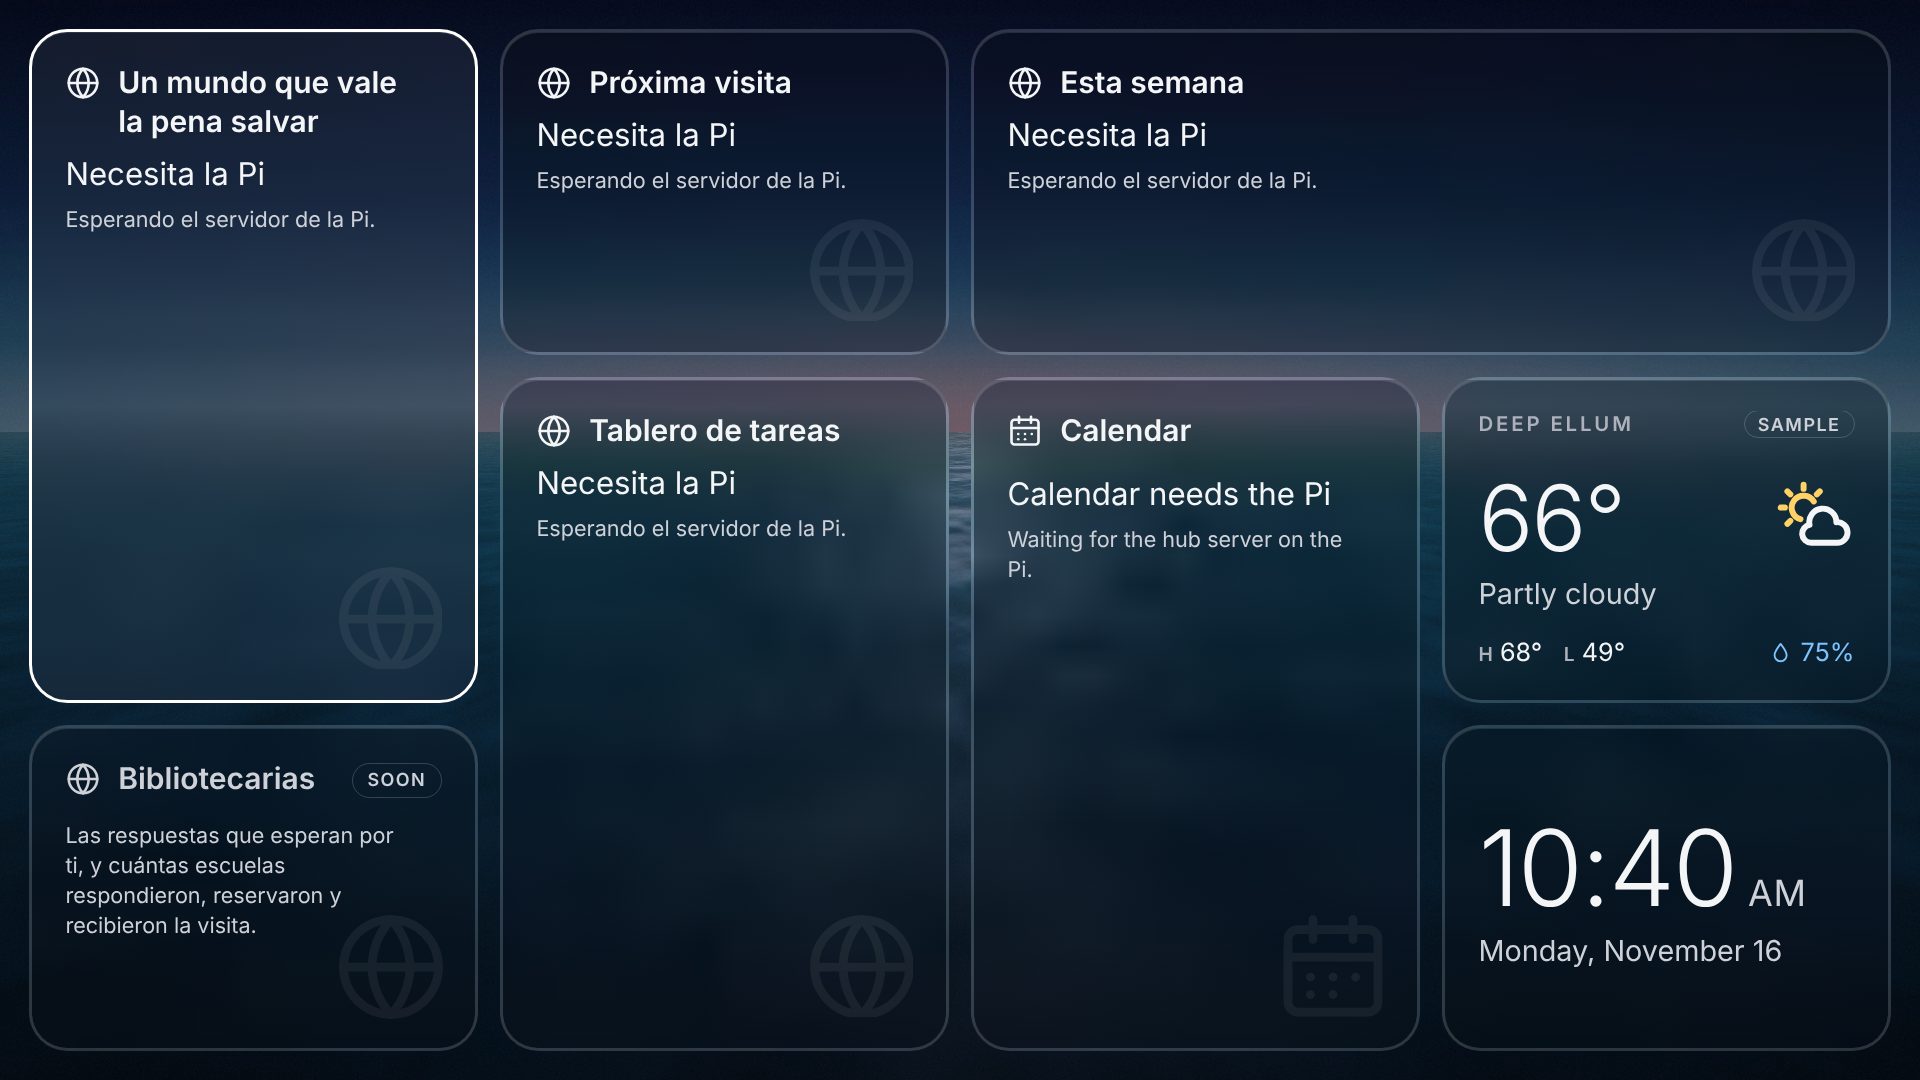 Un mundo que vale
la pena salvar
Necesita la Pi
Esperando el servidor de la Pi.
Próxima visita
Necesita la Pi
Esperando el servidor de la Pi.
Esta semana
Necesita la Pi
Esperando el servidor de la Pi.
Tablero de tareas
Necesita la Pi
Esperando el servidor de la Pi.
Calendar
Calendar needs the Pi
Waiting for the hub server on the
Pi.
DEEP ELLUM
SAMPLE
66°
Partly cloudy
H 68° L 49°
75%
Bibliotecarias
SOON
Las respuestas que esperan por
ti, y cuántas escuelas
respondieron, reservaron y
recibieron la visita.
10:40 AM
Monday, November 16